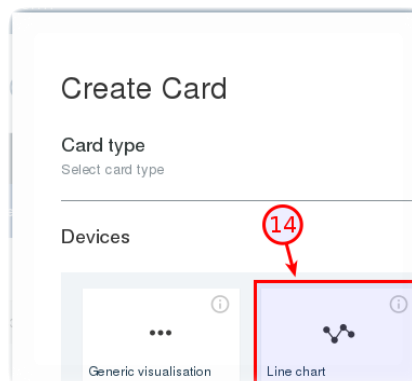 Create Card
Card type
Select card type
14
Devices
Generic visualisation
Line chart